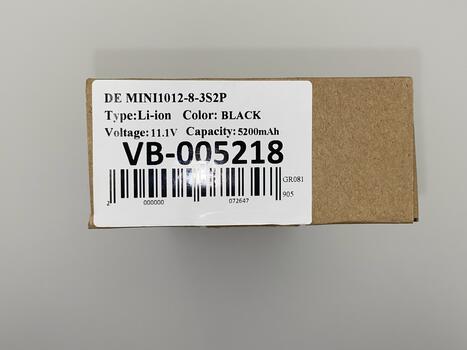 DE MINI1012-8-3S2P
Type:Li-ion Color: BLACK
Voltage: 11.1V Capacity: 5200mAh
VB-005218
GR081
905
2 000000 072647